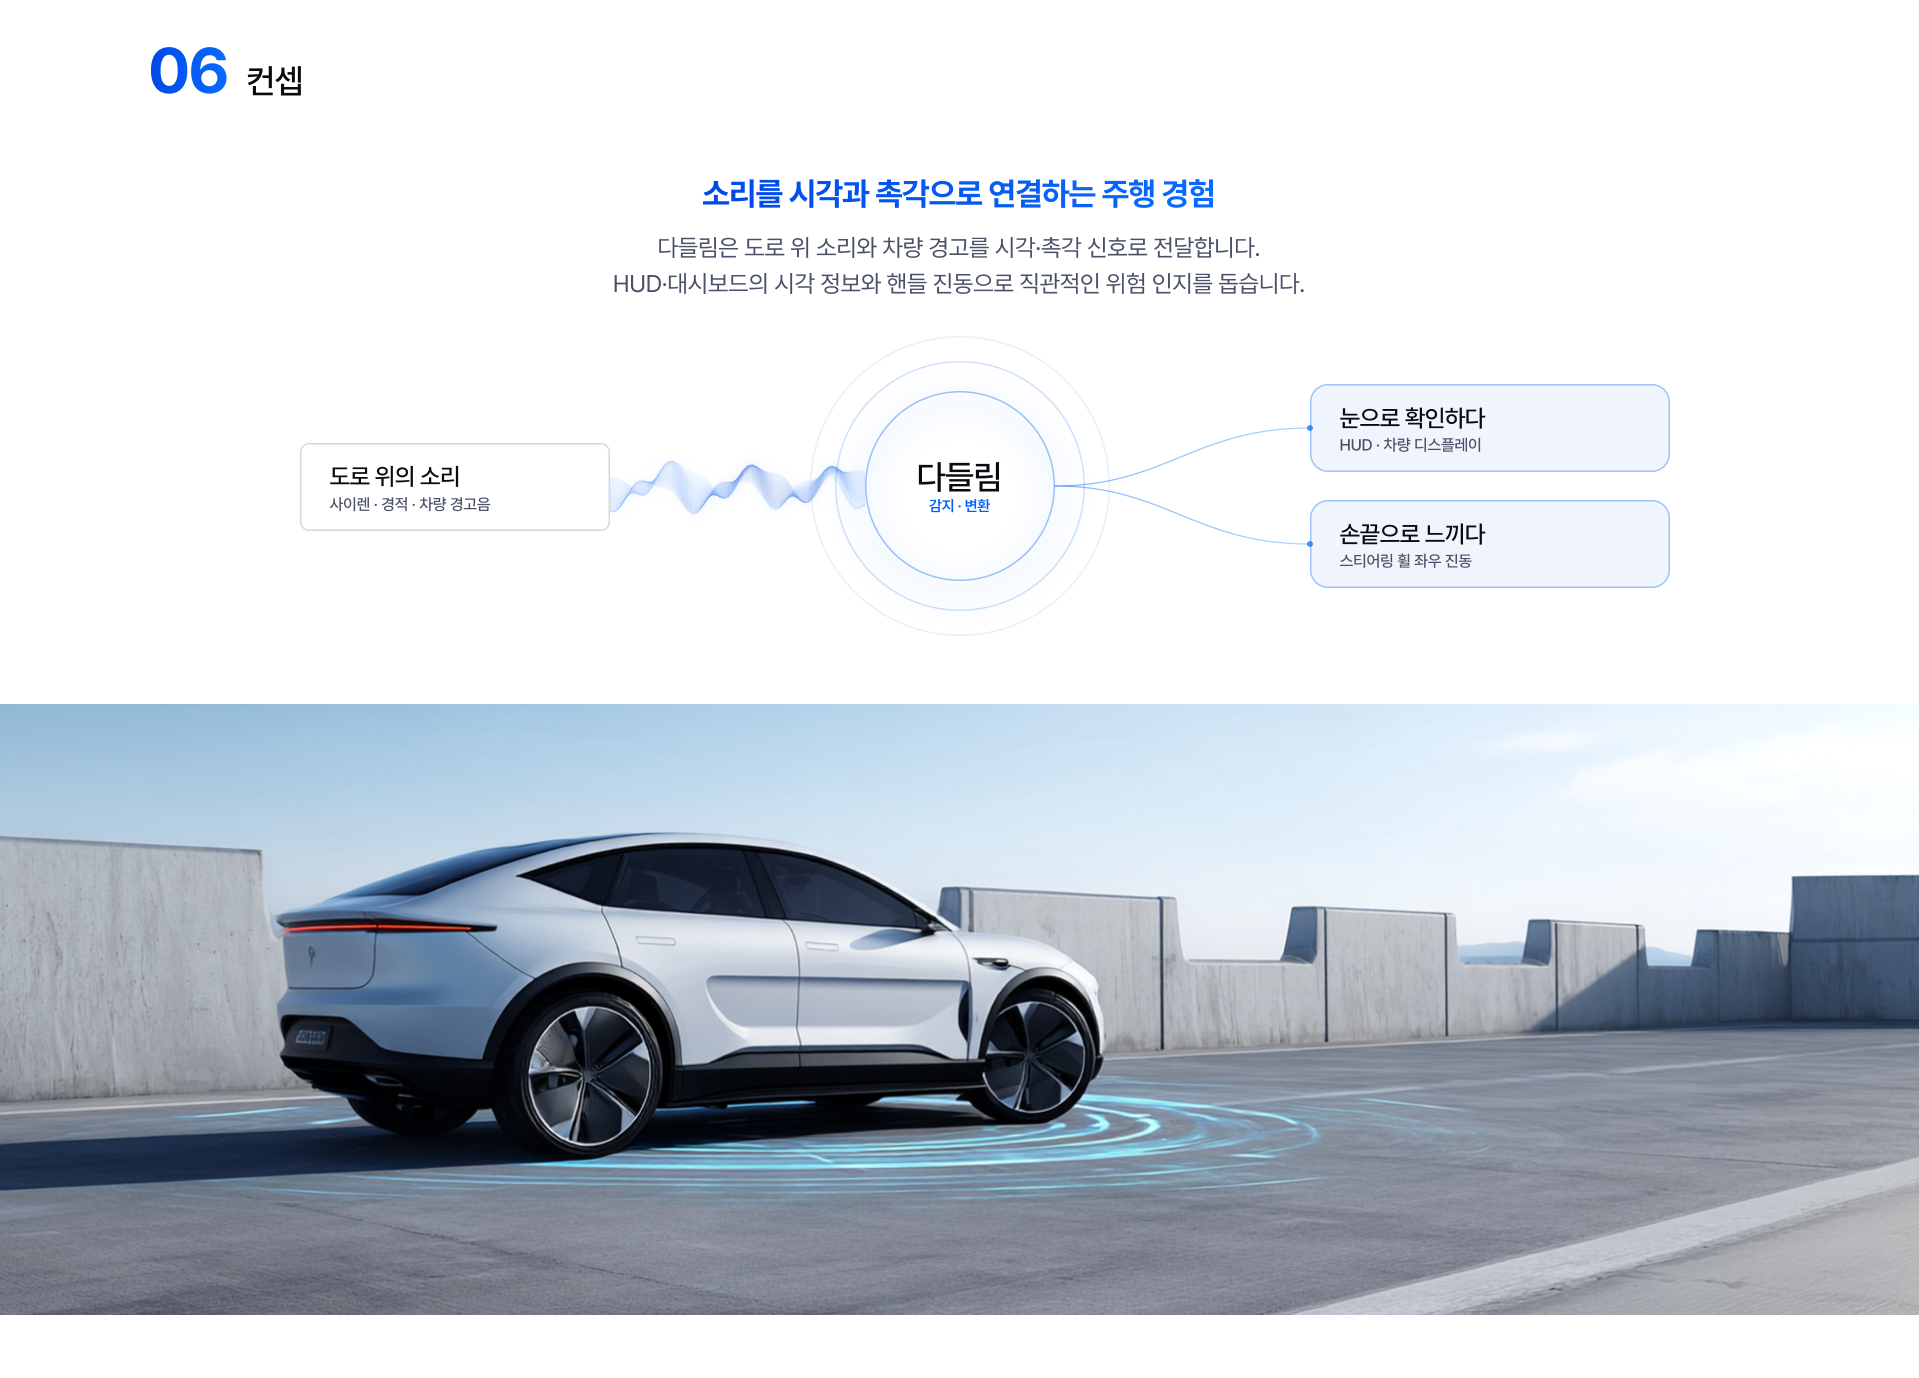 06 컨셉
소리를 시각과 촉각으로 연결하는 주행 경험
다들림은 도로 위 소리와 차량 경고를 시각·촉각 신호로 전달합니다.
HUD·대시보드의 시각 정보와 핸들 진동으로 직관적인 위험 인지를 돕습니다.
도로 위의 소리
사이렌 · 경적 · 차량 경고음
다들림
감지 · 변환
눈으로 확인하다
HUD · 차량 디스플레이
손끝으로 느끼다
스티어링 휠 좌우 진동